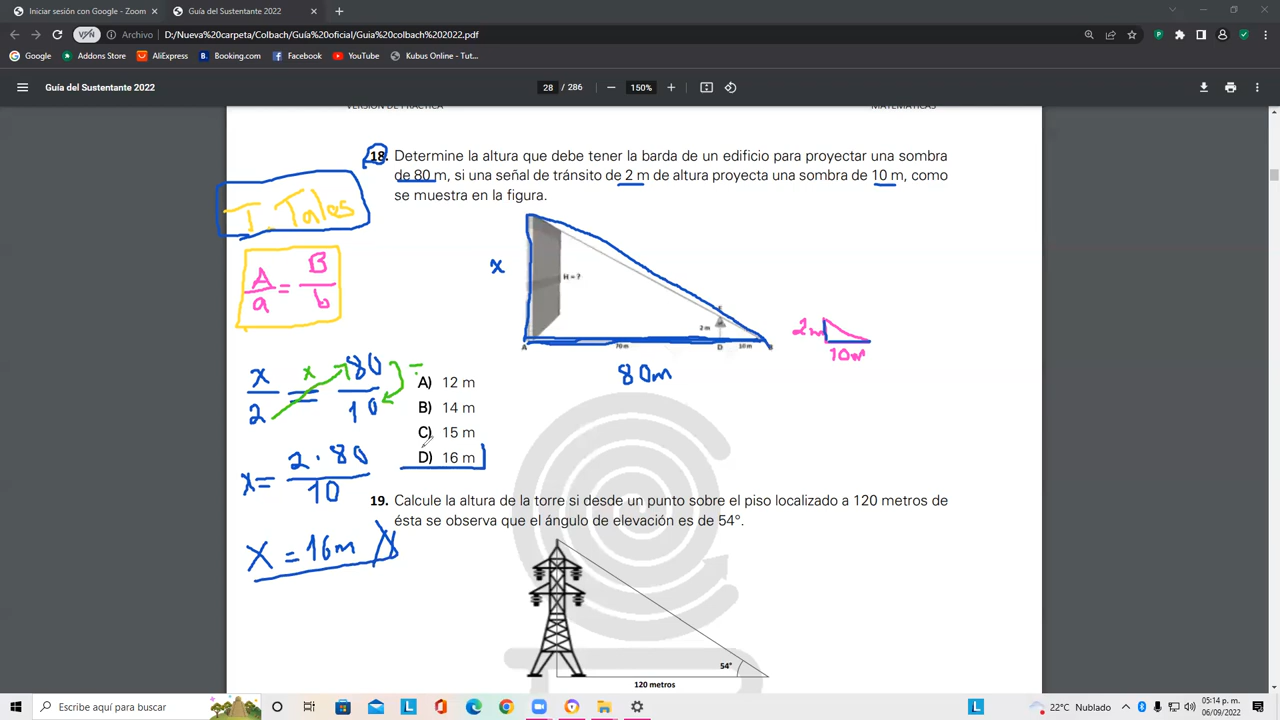 Iniciar sesión con Google - Zoom
Guía del Sustentante 2022
VPN
Archivo
D:/Nueva%20carpeta/Colbach/Guía%20oficial/Guia%20colbach%202022.pdf
Google
Addons Store
AliExpress
Booking.com
Facebook
YouTube
Kubus Online - Tut...
Guía del Sustentante 2022
28 / 286
150%
VERSIÓN DE PRÁCTICA
MATEMÁTICAS
18. Determine la altura que debe tener la barda de un edificio para proyectar una sombra
de 80 m, si una señal de tránsito de 2 m de altura proyecta una sombra de 10 m, como
se muestra en la figura.
T. Tales
A/a = B/b
x
H = ?
E
2 m
A
70 m
D
10 m
B
80m
2m
10m
x/2 = 80/10
x
÷
x = 2 · 80/10
X = 16m
A) 12 m
B) 14 m
C) 15 m
D) 16 m
19. Calcule la altura de la torre si desde un punto sobre el piso localizado a 120 metros de
ésta se observa que el ángulo de elevación es de 54°.
54°
120 metros
Escribe aquí para buscar
22°C Nublado
05:14 p. m.
06/09/2022